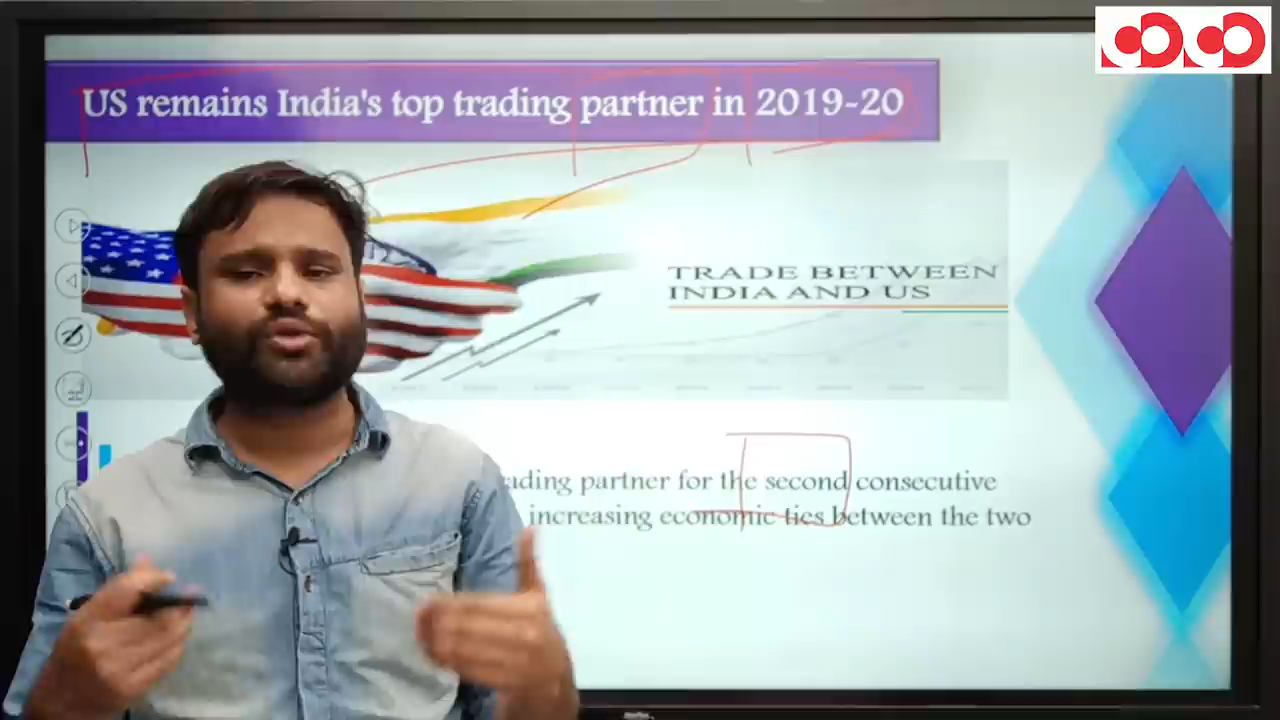 US remains India's top trading partner in 2019-20
TRADE BETWEEN
INDIA AND US
trading partner for the second consecutive
increasing economic ties between the two